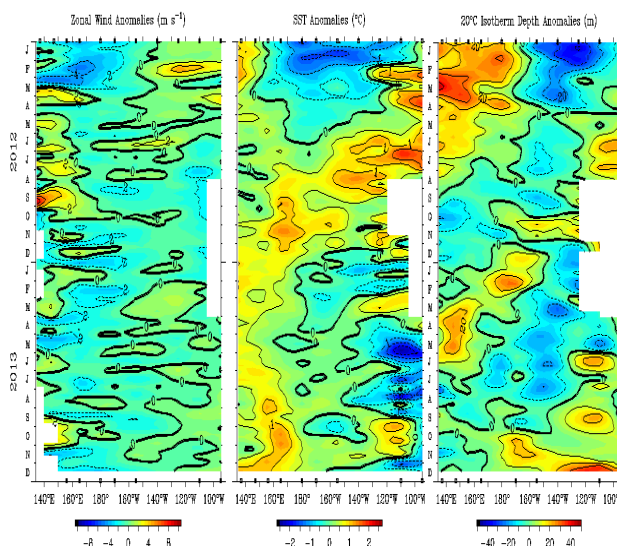 Zonal Wind Anomalies (m s⁻¹) SST Anomalies (°C) 20°C Isotherm Depth Anomalies (m)
J J
F F
M M
A A
M M
2012 J J
J J
A A
S S
O O
N N
D D
J J
F F
M M
A A
M M
2013 J J
J J
A A
S S
O O
N N
D D
140°E 160°E 180° 160°W 140°W 120°W 100°W 140°E 160°E 180° 160°W 140°W 120°W 100°W 140°E 160°E 180° 160°W 140°W 120°W 100°W
-8 -4 0 4 8 -2 -1 0 1 2 -40 -20 0 20 40